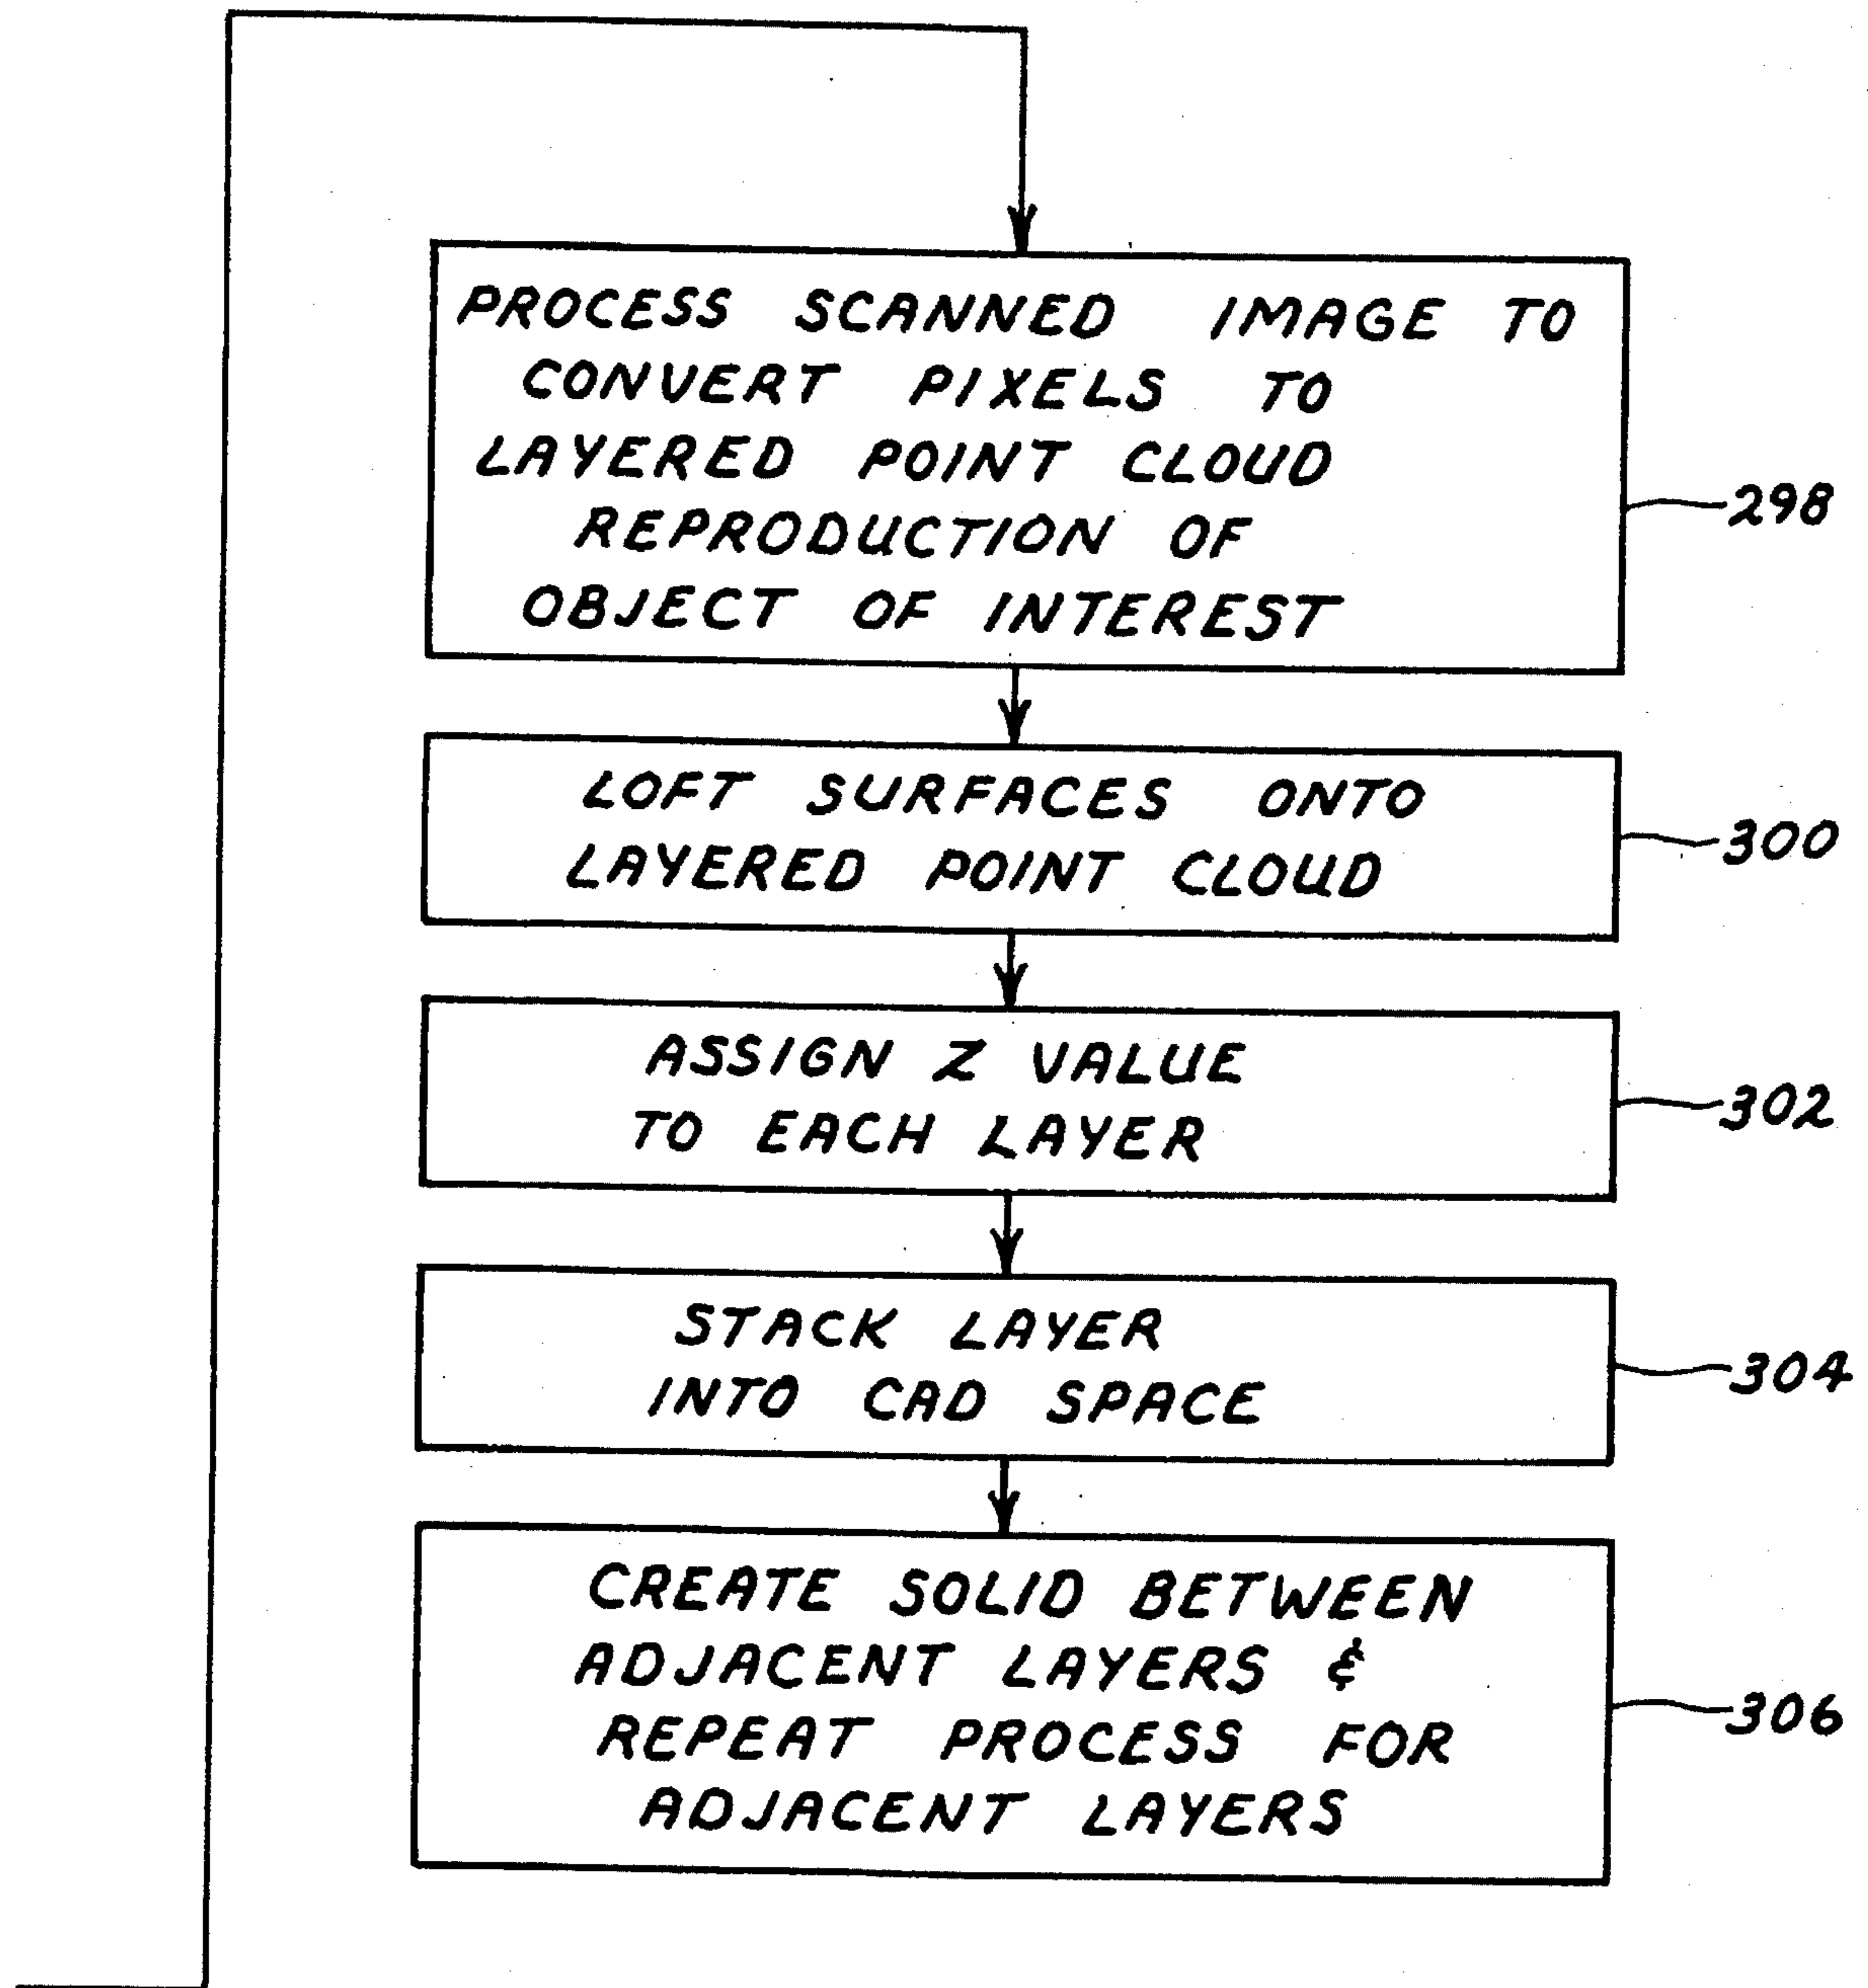 PROCESS SCANNED IMAGE TO
CONVERT PIXELS TO
LAYERED POINT CLOUD
REPRODUCTION OF
OBJECT OF INTEREST
298
LOFT SURFACES ONTO
LAYERED POINT CLOUD
300
ASSIGN Z VALUE
TO EACH LAYER
302
STACK LAYER
INTO CAD SPACE
304
CREATE SOLID BETWEEN
ADJACENT LAYERS &
REPEAT PROCESS FOR
ADJACENT LAYERS
306